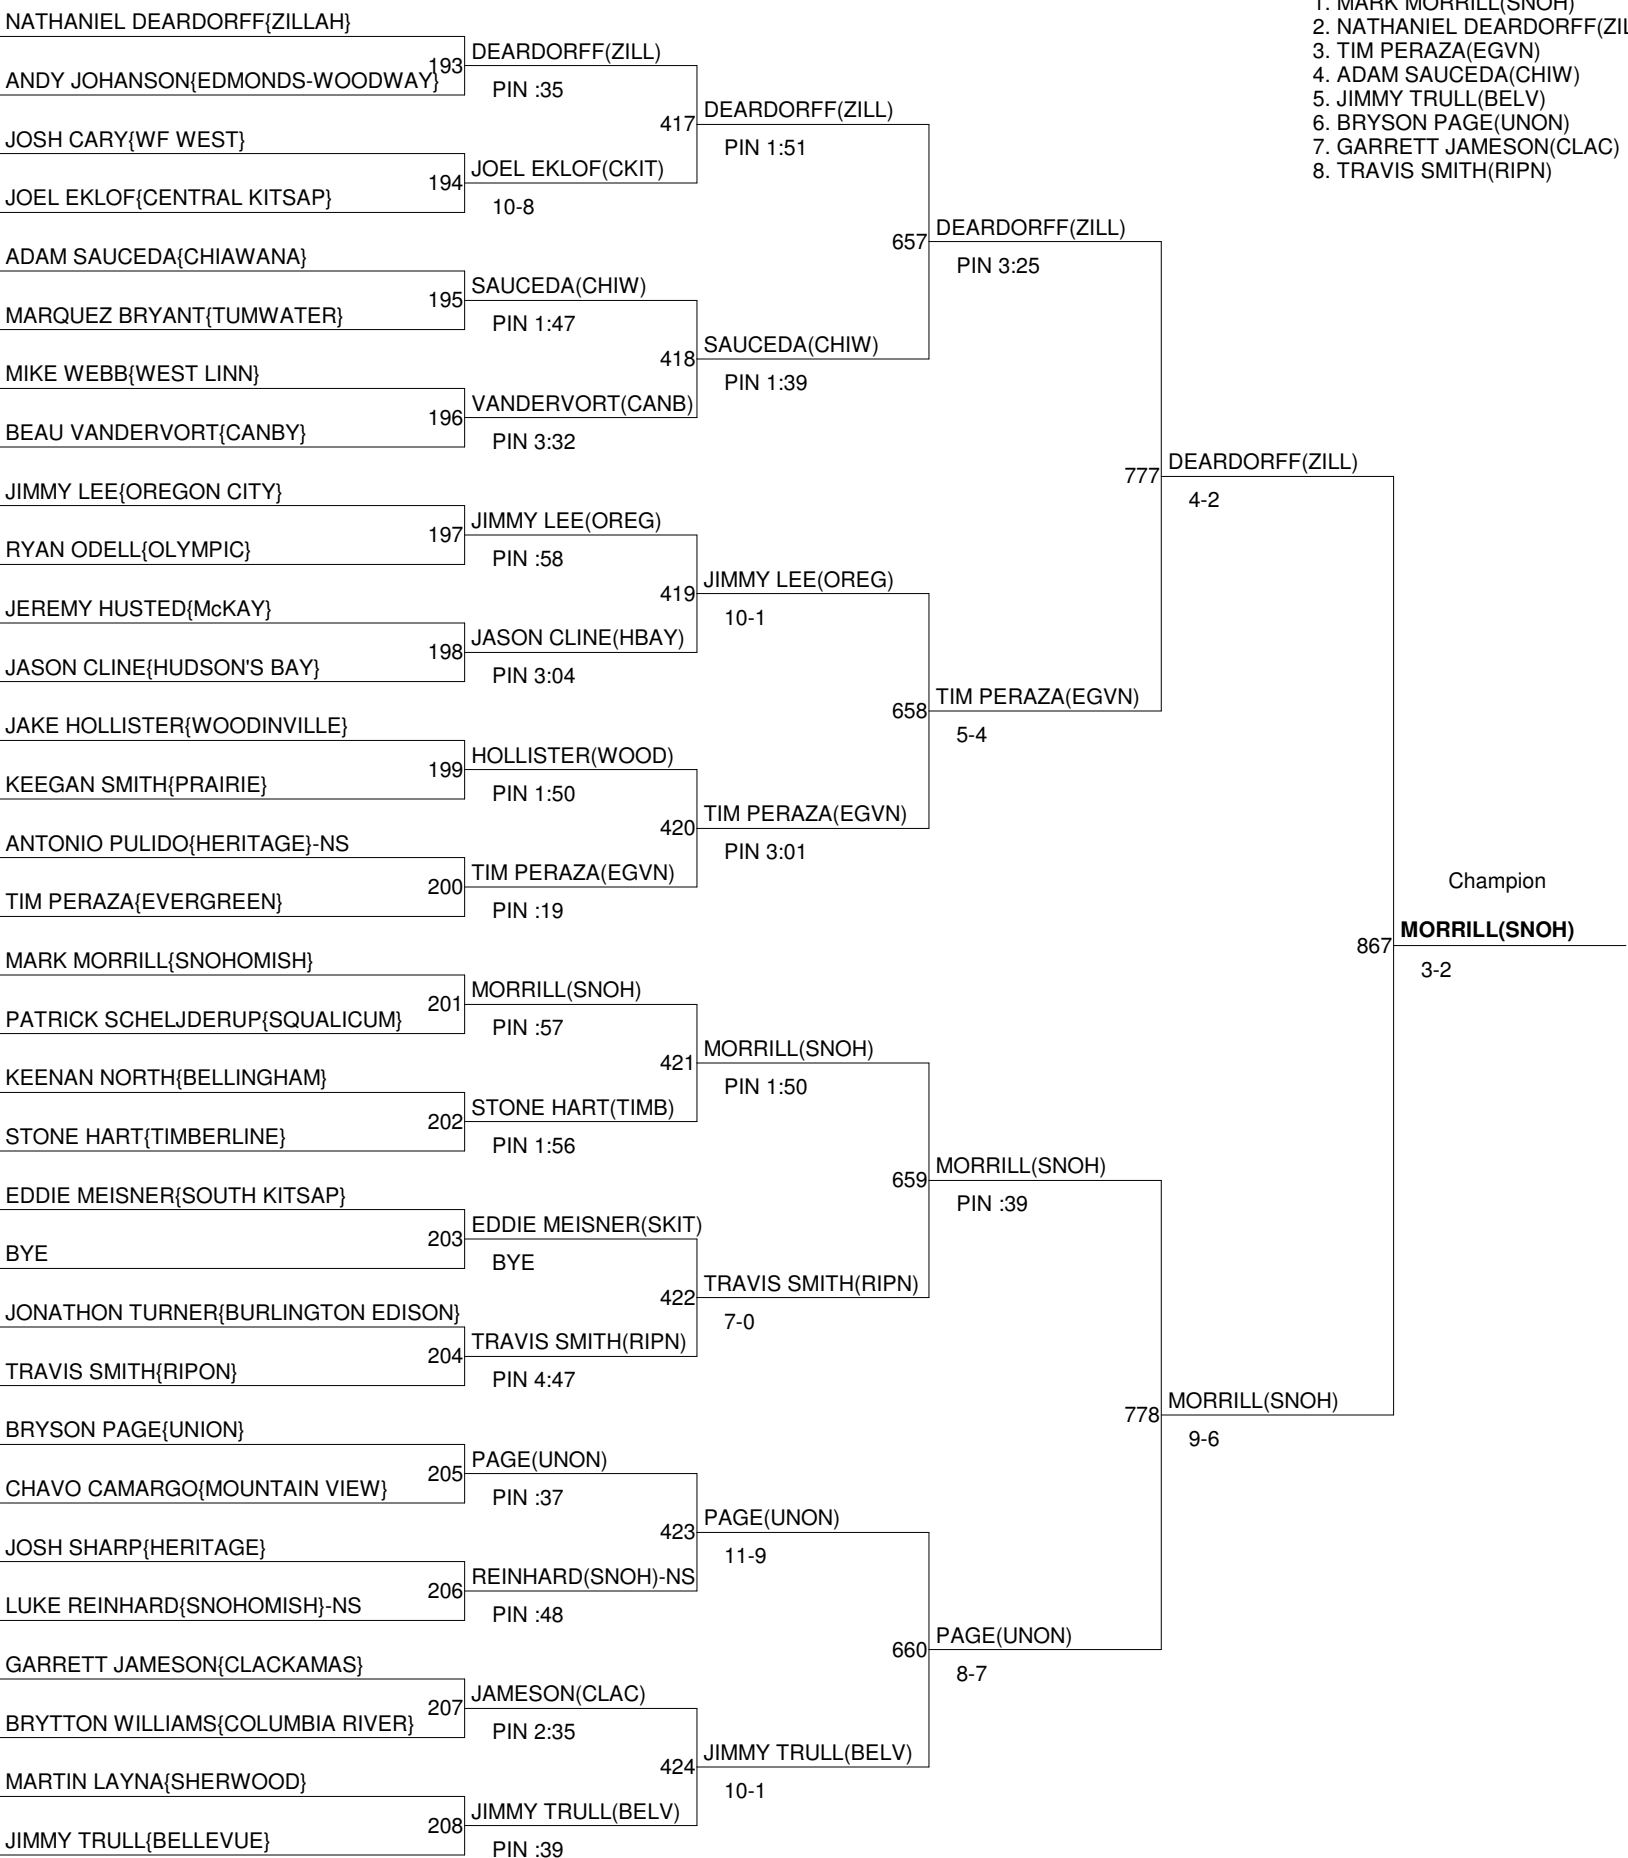 1. MARK MORRILL(SNOH)
2. NATHANIEL DEARDORFF(ZIL
3. TIM PERAZA(EGVN)
4. ADAM SAUCEDA(CHIW)
5. JIMMY TRULL(BELV)
6. BRYSON PAGE(UNON)
7. GARRETT JAMESON(CLAC)
8. TRAVIS SMITH(RIPN)
NATHANIEL DEARDORFF{ZILLAH}
193
ANDY JOHANSON{EDMONDS-WOODWAY}
JOSH CARY{WF WEST}
194
JOEL EKLOF{CENTRAL KITSAP}
ADAM SAUCEDA{CHIAWANA}
195
MARQUEZ BRYANT{TUMWATER}
MIKE WEBB{WEST LINN}
196
BEAU VANDERVORT{CANBY}
JIMMY LEE{OREGON CITY}
197
RYAN ODELL{OLYMPIC}
JEREMY HUSTED{McKAY}
198
JASON CLINE{HUDSON'S BAY}
JAKE HOLLISTER{WOODINVILLE}
199
KEEGAN SMITH{PRAIRIE}
ANTONIO PULIDO{HERITAGE}-NS
200
TIM PERAZA{EVERGREEN}
MARK MORRILL{SNOHOMISH}
201
PATRICK SCHELJDERUP{SQUALICUM}
KEENAN NORTH{BELLINGHAM}
202
STONE HART{TIMBERLINE}
EDDIE MEISNER{SOUTH KITSAP}
203
BYE
JONATHON TURNER{BURLINGTON EDISON}
204
TRAVIS SMITH{RIPON}
BRYSON PAGE{UNION}
205
CHAVO CAMARGO{MOUNTAIN VIEW}
JOSH SHARP{HERITAGE}
206
LUKE REINHARD{SNOHOMISH}-NS
GARRETT JAMESON{CLACKAMAS}
207
BRYTTON WILLIAMS{COLUMBIA RIVER}
MARTIN LAYNA{SHERWOOD}
208
JIMMY TRULL{BELLEVUE}
DEARDORFF(ZILL)
PIN :35
417
JOEL EKLOF(CKIT)
10-8
SAUCEDA(CHIW)
PIN 1:47
418
VANDERVORT(CANB)
PIN 3:32
JIMMY LEE(OREG)
PIN :58
419
JASON CLINE(HBAY)
PIN 3:04
HOLLISTER(WOOD)
PIN 1:50
420
TIM PERAZA(EGVN)
PIN :19
MORRILL(SNOH)
PIN :57
421
STONE HART(TIMB)
PIN 1:56
EDDIE MEISNER(SKIT)
BYE
422
TRAVIS SMITH(RIPN)
PIN 4:47
PAGE(UNON)
PIN :37
423
REINHARD(SNOH)-NS
PIN :48
JAMESON(CLAC)
PIN 2:35
424
JIMMY TRULL(BELV)
PIN :39
DEARDORFF(ZILL)
PIN 1:51
657
SAUCEDA(CHIW)
PIN 1:39
JIMMY LEE(OREG)
10-1
658
TIM PERAZA(EGVN)
PIN 3:01
MORRILL(SNOH)
PIN 1:50
659
TRAVIS SMITH(RIPN)
7-0
PAGE(UNON)
11-9
660
JIMMY TRULL(BELV)
10-1
DEARDORFF(ZILL)
PIN 3:25
777
TIM PERAZA(EGVN)
5-4
MORRILL(SNOH)
PIN :39
778
PAGE(UNON)
8-7
DEARDORFF(ZILL)
4-2
867
MORRILL(SNOH)
9-6
Champion
MORRILL(SNOH)
3-2